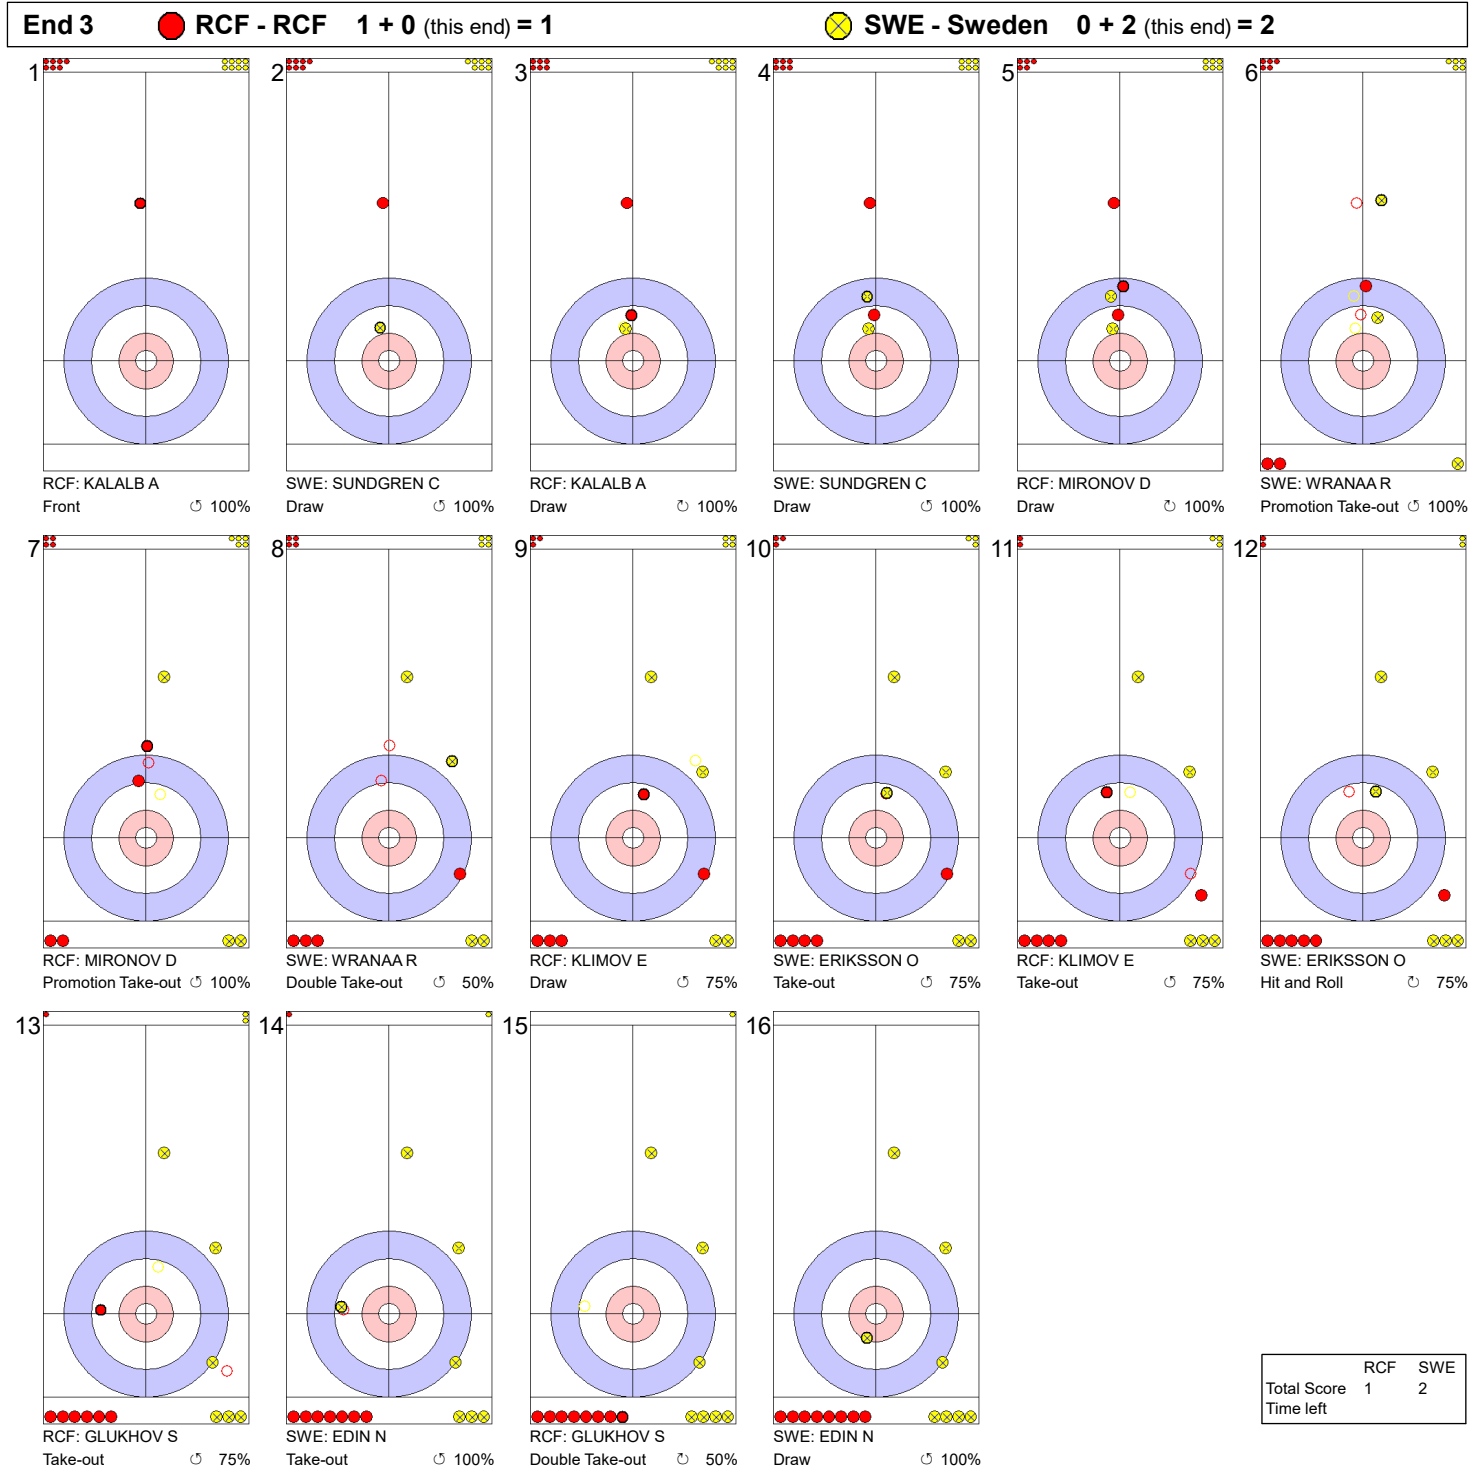 End 3 RCF - RCF 1 + 0 (this end) = 1 SWE - Sweden 0 + 2 (this end) = 2
1 2 3 4 5 6
RCF: KALALB A SWE: SUNDGREN C RCF: KALALB A SWE: SUNDGREN C RCF: MIRONOV D SWE: WRANAA R
Front ↺ 100% Draw ↺ 100% Draw ↻ 100% Draw ↺ 100% Draw ↻ 100% Promotion Take-out ↺ 100%
7 8 9 10 11 12
RCF: MIRONOV D SWE: WRANAA R RCF: KLIMOV E SWE: ERIKSSON O RCF: KLIMOV E SWE: ERIKSSON O
Promotion Take-out ↺ 100% Double Take-out ↺ 50% Draw ↺ 75% Take-out ↺ 75% Take-out ↺ 75% Hit and Roll ↺ 75%
13 14 15 16
RCF: GLUKHOV S SWE: EDIN N RCF: GLUKHOV S SWE: EDIN N
Take-out ↺ 75% Take-out ↺ 100% Double Take-out ↻ 50% Draw ↺ 100%
RCF SWE
Total Score 1 2
Time left